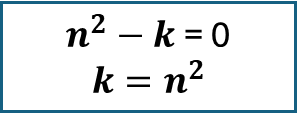 n² − k = 0
k = n²